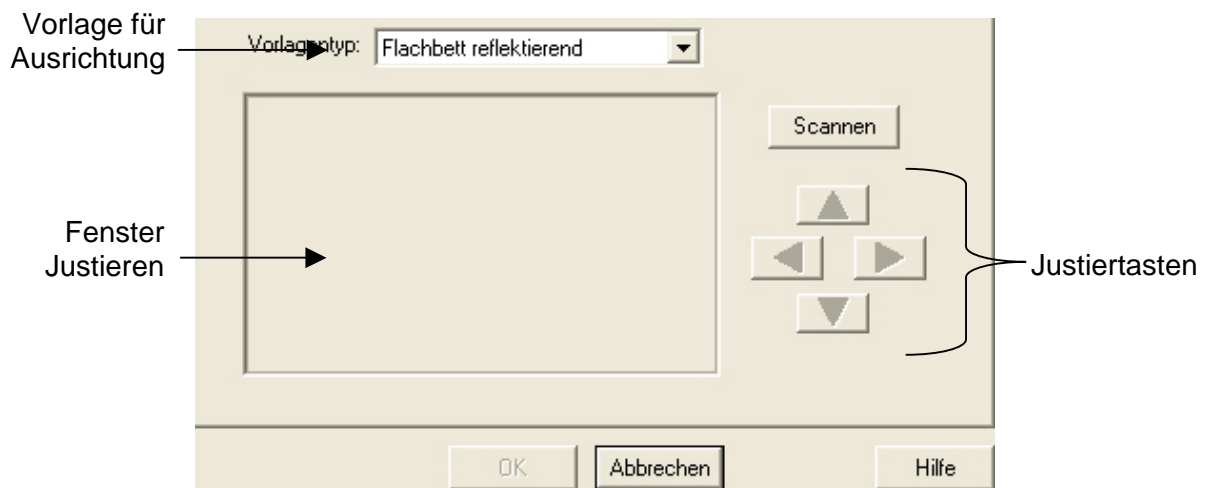 Vorlage für
Ausrichtung
Vorlagentyp: Flachbett reflektierend
Scannen
Fenster
Justieren
Justiertasten
OK Abbrechen Hilfe